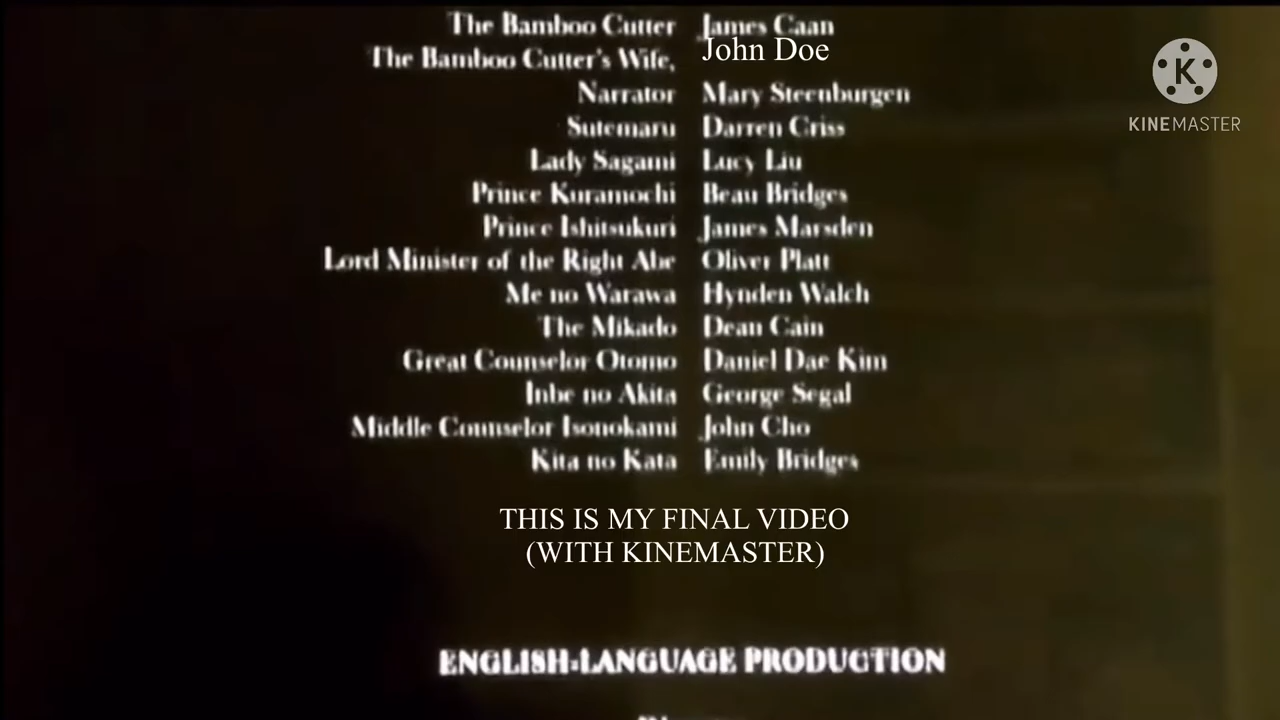 The Bamboo Cutter James Caan
John Doe
The Bamboo Cutter's Wife,
Narrator Mary Steenburgen
Sutemaru Darren Criss
Lady Sagami Lucy Liu
Prince Kuramochi Beau Bridges
Prince Ishitsukuri James Marsden
Lord Minister of the Right Abe Oliver Platt
Me no Warawa Hynden Walch
The Mikado Dean Cain
Great Counselor Otomo Daniel Dae Kim
Inbe no Akita George Segal
Middle Counselor Isonokami John Cho
Kita no Kata Emily Bridges
THIS IS MY FINAL VIDEO
(WITH KINEMASTER)
ENGLISH-LANGUAGE PRODUCTION
K
KINEMASTER